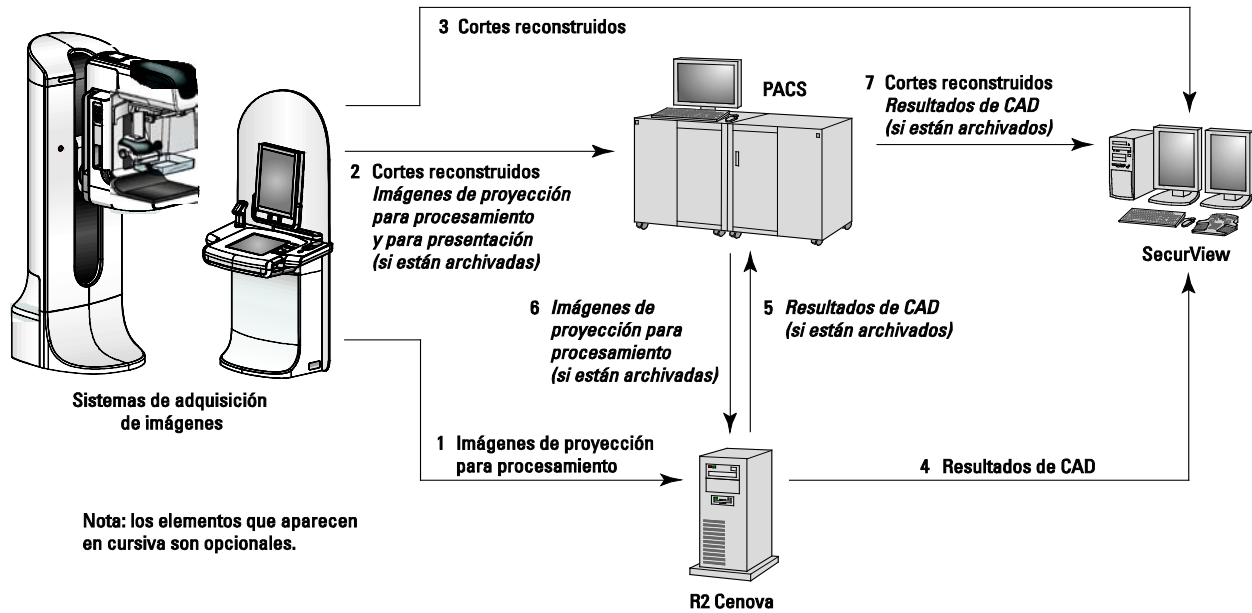 3 Cortes reconstruidos
PACS
7 Cortes reconstruidos
Resultados de CAD
(si están archivados)
2 Cortes reconstruidos
Imágenes de proyección
para procesamiento
y para presentación
(si están archivadas)
SecurView
6 Imágenes de
proyección para
procesamiento
(si están archivadas)
5 Resultados de CAD
(si están archivados)
Sistemas de adquisición
de imágenes
1 Imágenes de proyección
para procesamiento
4 Resultados de CAD
Nota: los elementos que aparecen
en cursiva son opcionales.
R2 Cenova